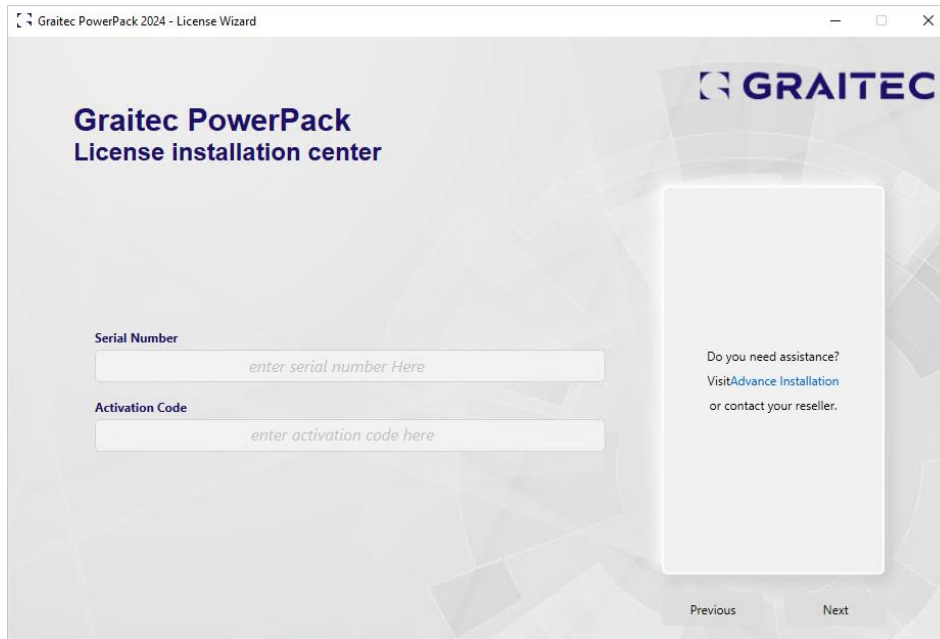 Graitec PowerPack 2024 - License Wizard
GRAITEC
Graitec PowerPack
License installation center
Serial Number
enter serial number Here
Activation Code
enter activation code here
Do you need assistance?
VisitAdvance Installation
or contact your reseller.
Previous
Next